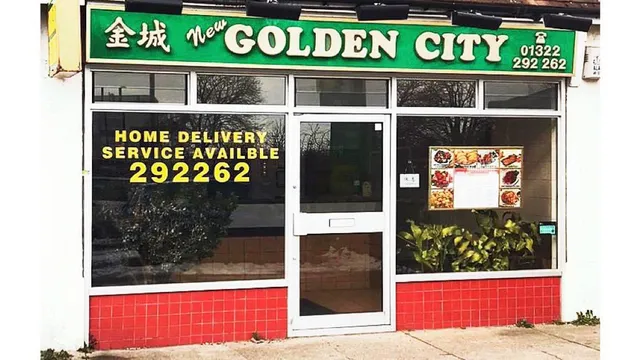 金城 New GOLDEN CITY ☎
01322
292 262
HOME DELIVERY
SERVICE AVAILBLE
292262